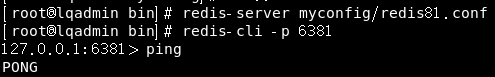 [root@lqadmin bin]# redis-server myconfig/redis81.conf
[root@lqadmin bin]# redis-cli -p 6381
127.0.0.1:6381> ping
PONG